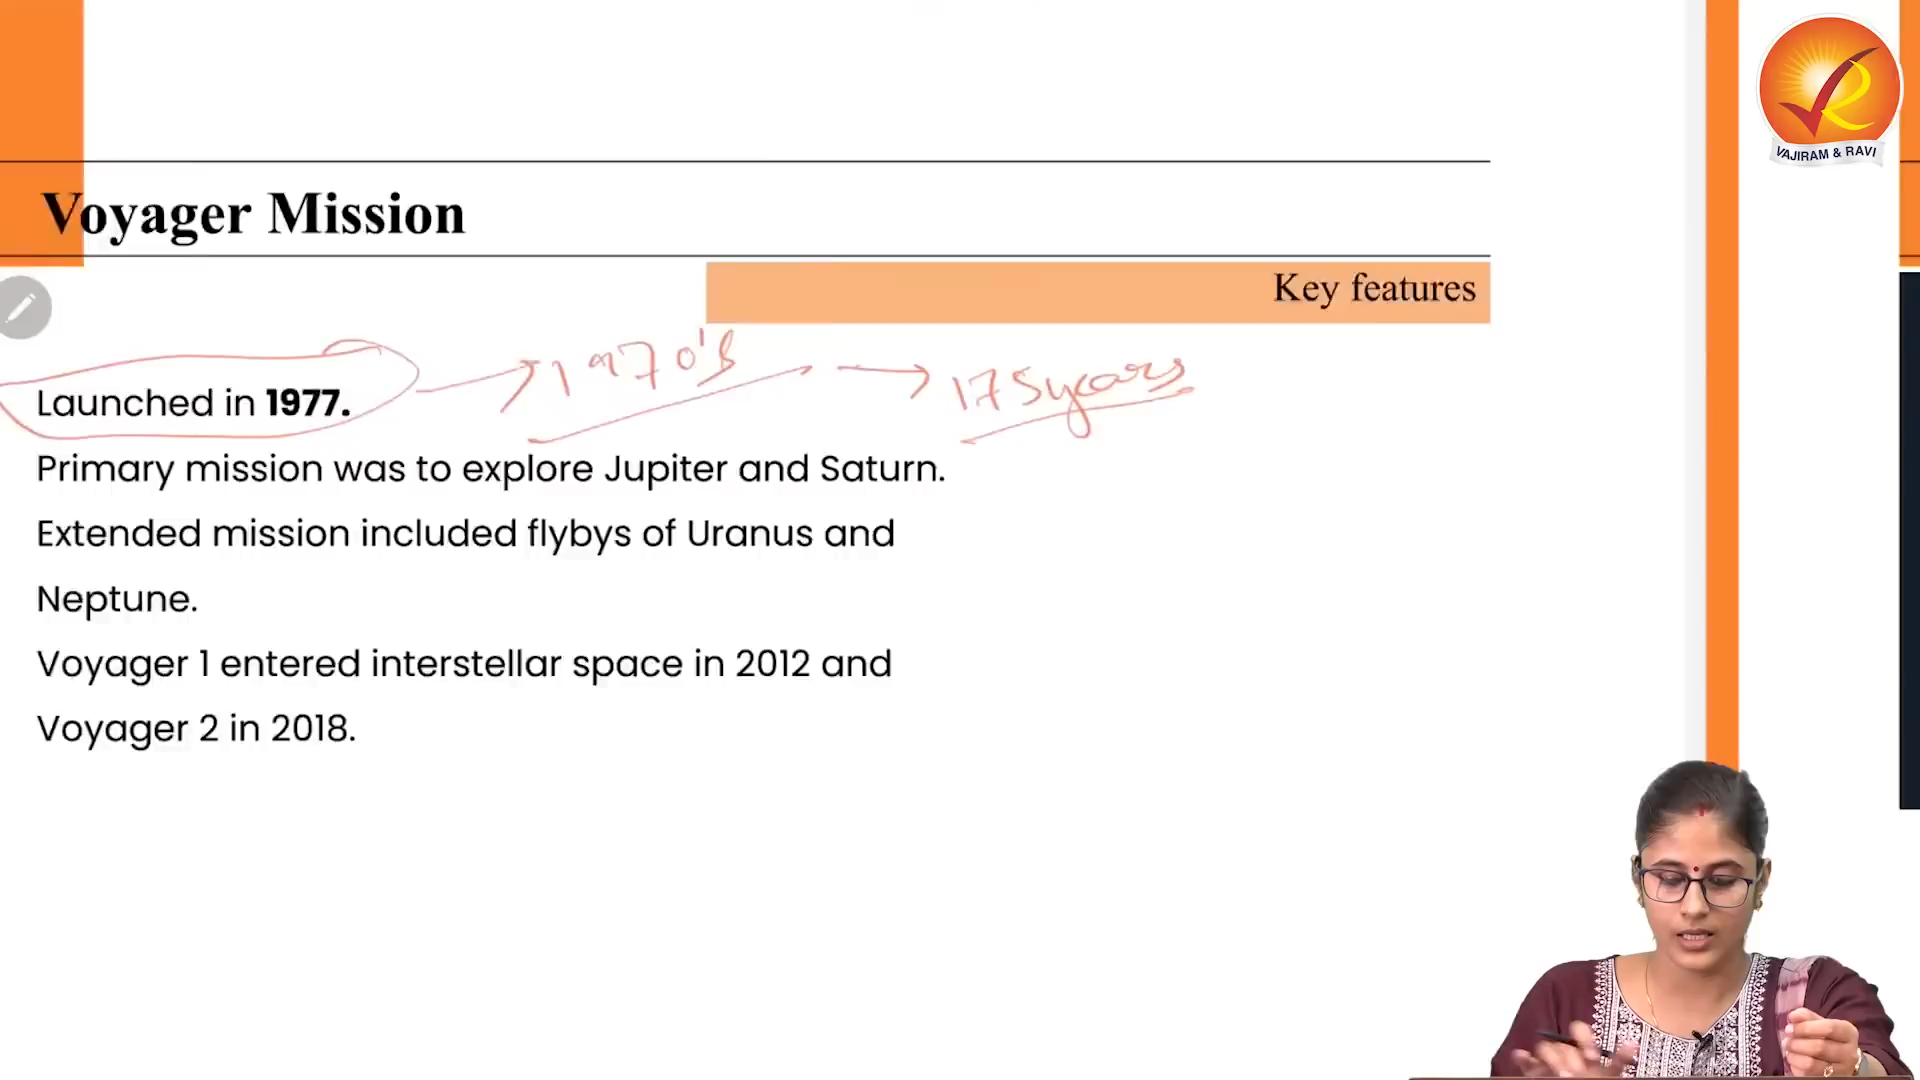 VAJIRAM & RAVI
Voyager Mission
Key features
Launched in 1977. 1970's 175 years
Primary mission was to explore Jupiter and Saturn.
Extended mission included flybys of Uranus and
Neptune.
Voyager 1 entered interstellar space in 2012 and
Voyager 2 in 2018.